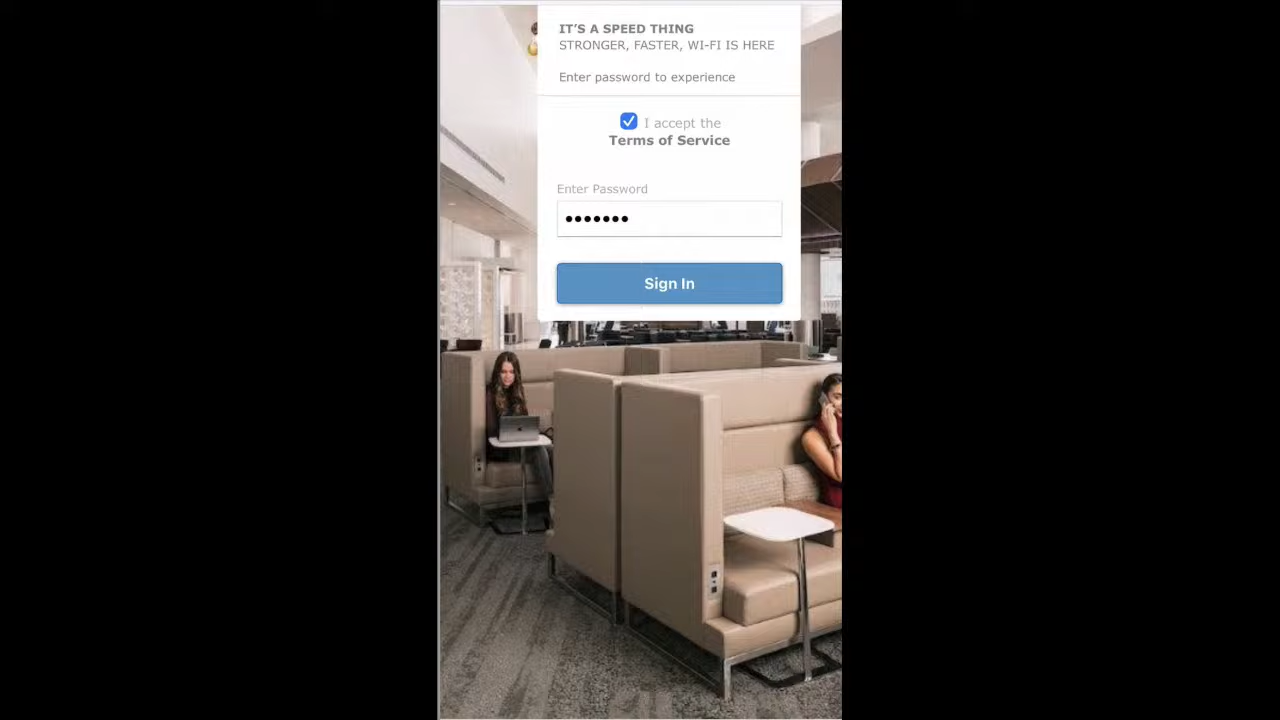 IT'S A SPEED THING
STRONGER, FASTER, WI-FI IS HERE
Enter password to experience
I accept the
Terms of Service
Enter Password
•••••••
Sign In